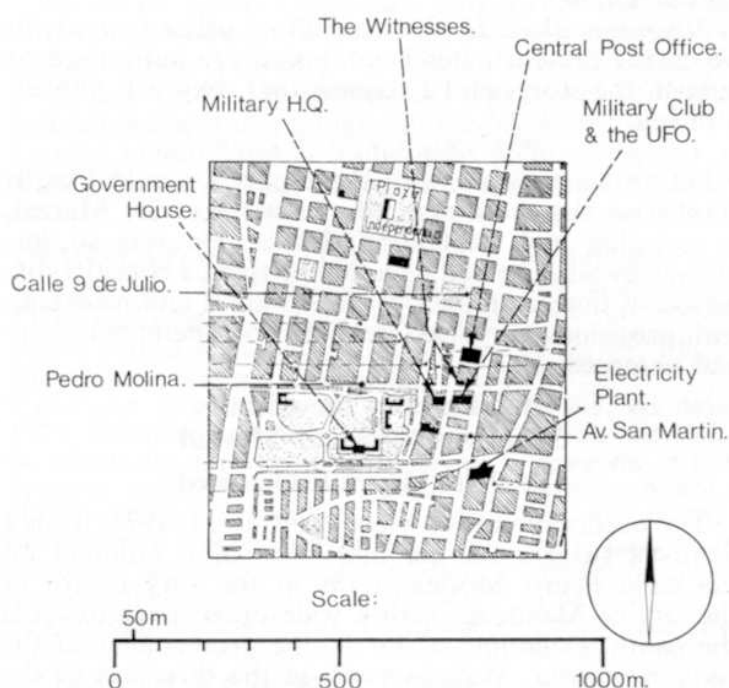 The Witnesses.
Central Post Office.
Military H.Q.
Military Club
& the UFO.
Government
House.
Plaza
Independencia
Calle 9 de Julio.
Pedro Molina.
Electricity
Plant.
Av. San Martin.
Scale:
50m
0 500 1000m.